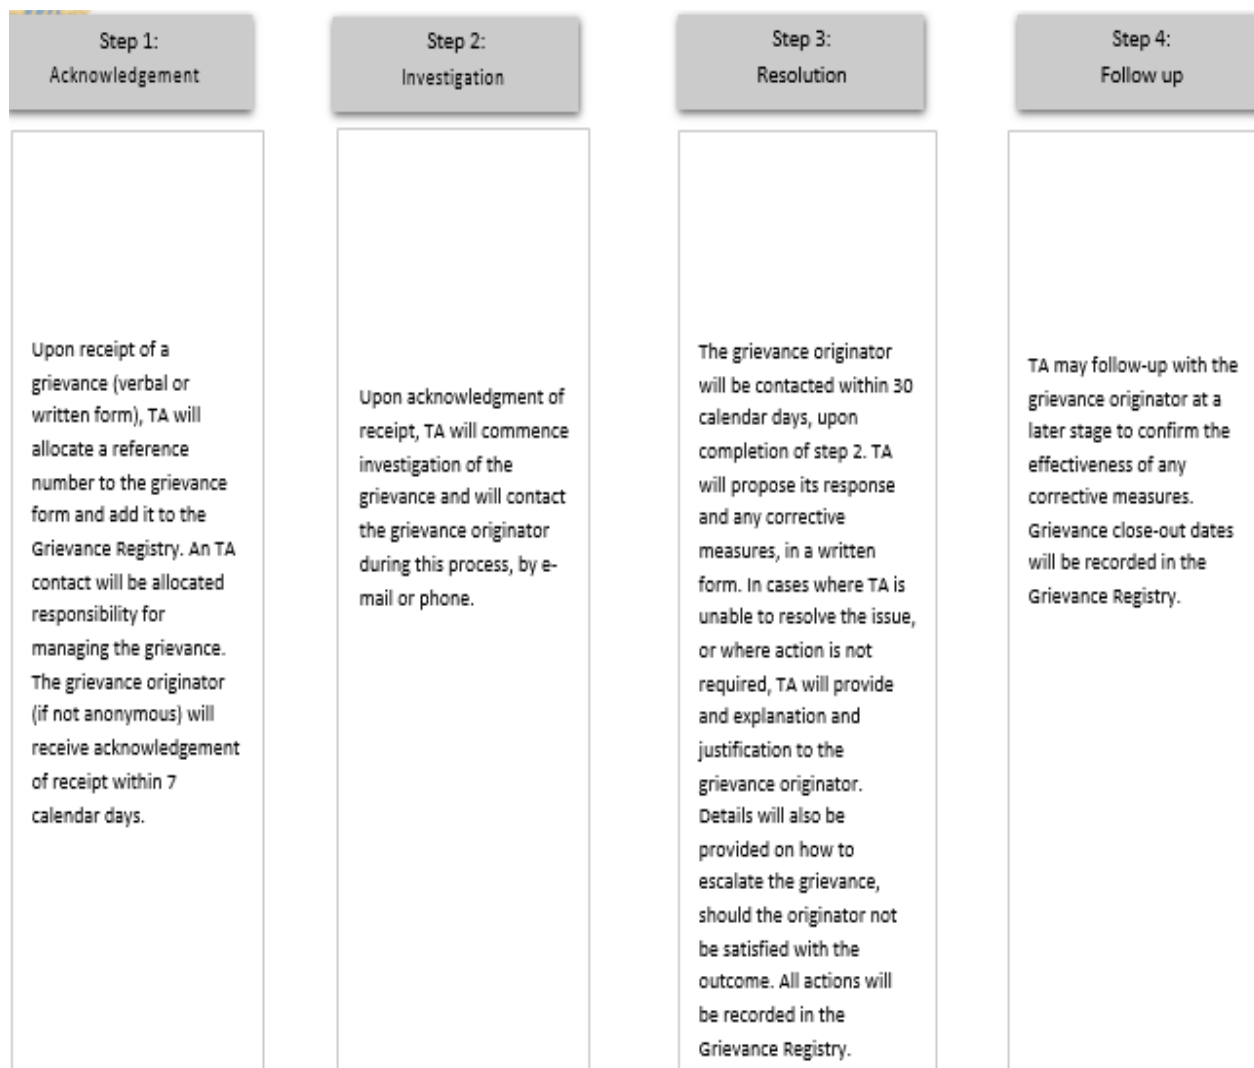 Step 1:
Acknowledgement
Upon receipt of a
grievance (verbal or
written form), TA will
allocate a reference
number to the grievance
form and add it to the
Grievance Registry. An TA
contact will be allocated
responsibility for
managing the grievance.
The grievance originator
(if not anonymous) will
receive acknowledgement
of receipt within 7
calendar days.
Step 2:
Investigation
Upon acknowledgment of
receipt, TA will commence
investigation of the
grievance and will contact
the grievance originator
during this process, by e-
mail or phone.
Step 3:
Resolution
The grievance originator
will be contacted within 30
calendar days, upon
completion of step 2. TA
will propose its response
and any corrective
measures, in a written
form. In cases where TA is
unable to resolve the issue,
or where action is not
required, TA will provide
and explanation and
justification to the
grievance originator.
Details will also be
provided on how to
escalate the grievance,
should the originator not
be satisfied with the
outcome. All actions will
be recorded in the
Grievance Registry.
Step 4:
Follow up
TA may follow-up with the
grievance originator at a
later stage to confirm the
effectiveness of any
corrective measures.
Grievance close-out dates
will be recorded in the
Grievance Registry.